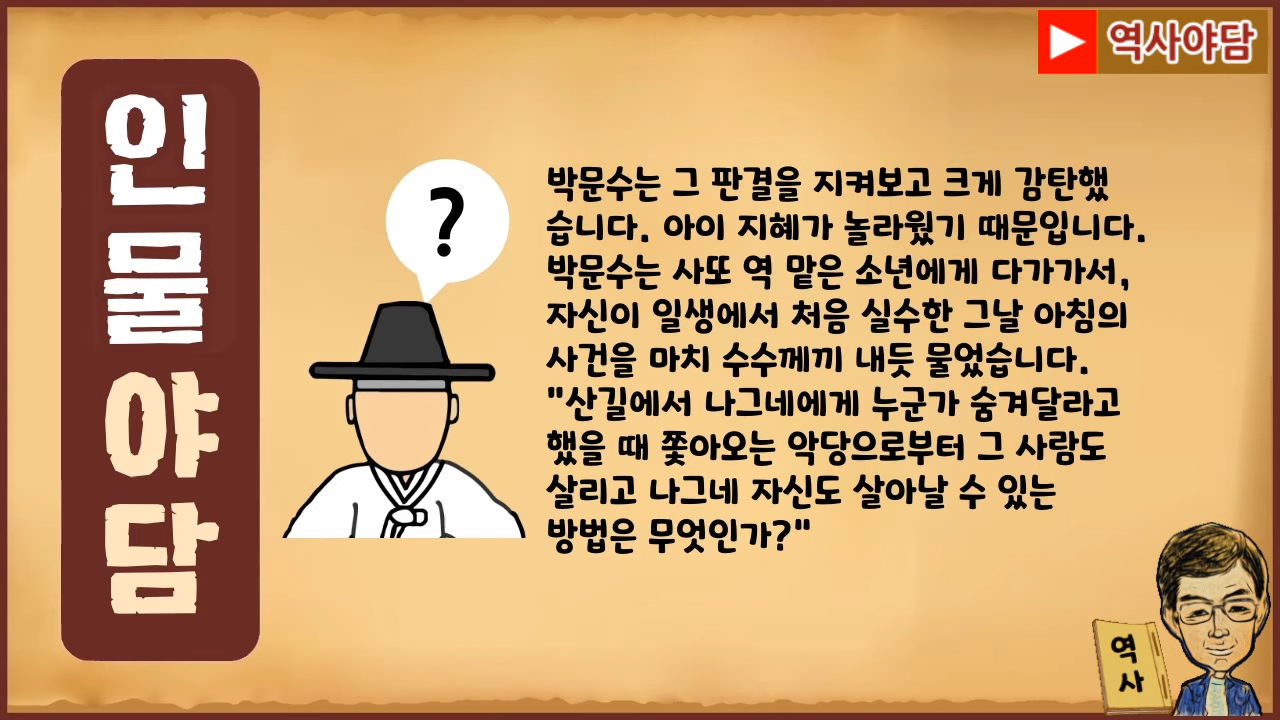 역사야담
인물야담
?
박문수는 그 판결을 지켜보고 크게 감탄했
습니다. 아이 지혜가 놀라웠기 때문입니다.
박문수는 사또 역 맡은 소년에게 다가가서,
자신이 일생에서 처음 실수한 그날 아침의
사건을 마치 수수께끼 내듯 물었습니다.
"산길에서 나그네에게 누군가 숨겨달라고
했을 때 쫓아오는 악당으로부터 그 사람도
살리고 나그네 자신도 살아날 수 있는
방법은 무엇인가?"
역사